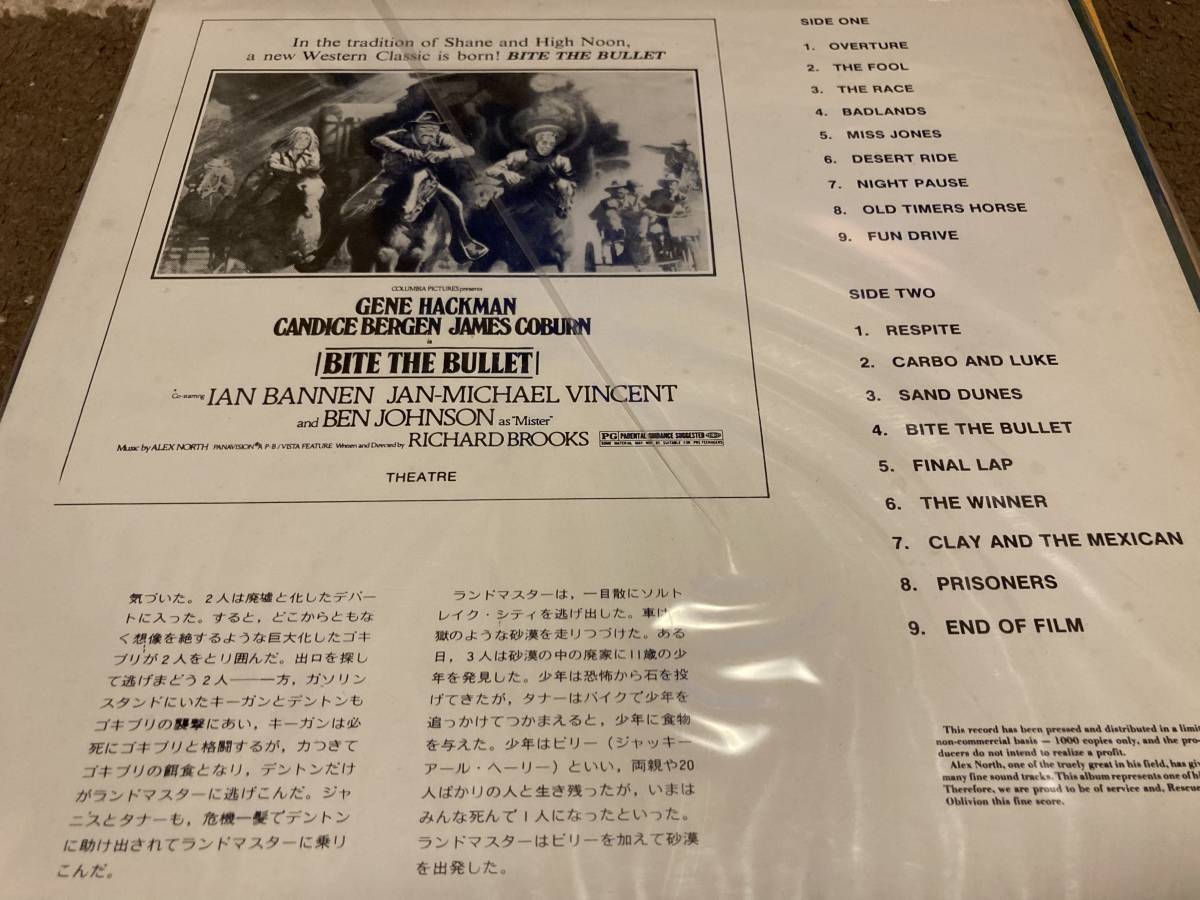 In the tradition of Shane and High Noon,
a new Western Classic is born! BITE THE BULLET
COLUMBIA PICTURES presents
GENE HACKMAN
CANDICE BERGEN JAMES COBURN
in
BITE THE BULLET
Co-starring IAN BANNEN JAN-MICHAEL VINCENT
and BEN JOHNSON as "Mister"
Music by ALEX NORTH PANAVISION® A P-B/VISTA FEATURE Written and Directed by RICHARD BROOKS PG PARENTAL GUIDANCE SUGGESTED
SOME MATERIAL MAY NOT BE SUITABLE FOR PRE-TEENAGERS
THEATRE
SIDE ONE
1. OVERTURE
2. THE FOOL
3. THE RACE
4. BADLANDS
5. MISS JONES
6. DESERT RIDE
7. NIGHT PAUSE
8. OLD TIMERS HORSE
9. FUN DRIVE
SIDE TWO
1. RESPITE
2. CARBO AND LUKE
3. SAND DUNES
4. BITE THE BULLET
5. FINAL LAP
6. THE WINNER
7. CLAY AND THE MEXICAN
8. PRISONERS
9. END OF FILM
気づいた。2人は廃墟と化したデパー
トに入った。すると，どこからともな
く想像を絶するような巨大化したゴキ
ブリが2人をとり囲んだ。出口を探し
て逃げまどう2人――一方，ガソリン
スタンドにいたキーガンとデントンも
ゴキブリの襲撃にあい，キーガンは必
死にゴキブリと格闘するが，力つきて
ゴキブリの餌食となり，デントンだけ
がランドマスターに逃げこんだ。ジャ
ニスとタナーも，危機一髪でデントン
に助け出されてランドマスターに乗り
こんだ。
ランドマスターは，一目散にソルト
レイク・シティを逃げ出した。車は
獄のような砂漠を走りつづけた。ある
日，3人は砂漠の中の廃家に11歳の少
年を発見した。少年は恐怖から石を投
げてきたが，タナーはバイクで少年を
追っかけてつかまえると，少年に食物
を与えた。少年はビリー（ジャッキー
アール・ヘーリー）といい，両親や20
人ばかりの人と生き残ったが，いまは
みんな死んで1人になったといった。
ランドマスターはビリーを加えて砂漠
を出発した。
This record has been pressed and distributed in a limit
non-commercial basis — 1000 copies only, and the pro
ducers do not intend to realize a profit.
Alex North, one of the truely great in his field, has giv
many fine sound tracks. This album represents one of hi
Therefore, we are proud to be of service and, Rescue
Oblivion this fine score.